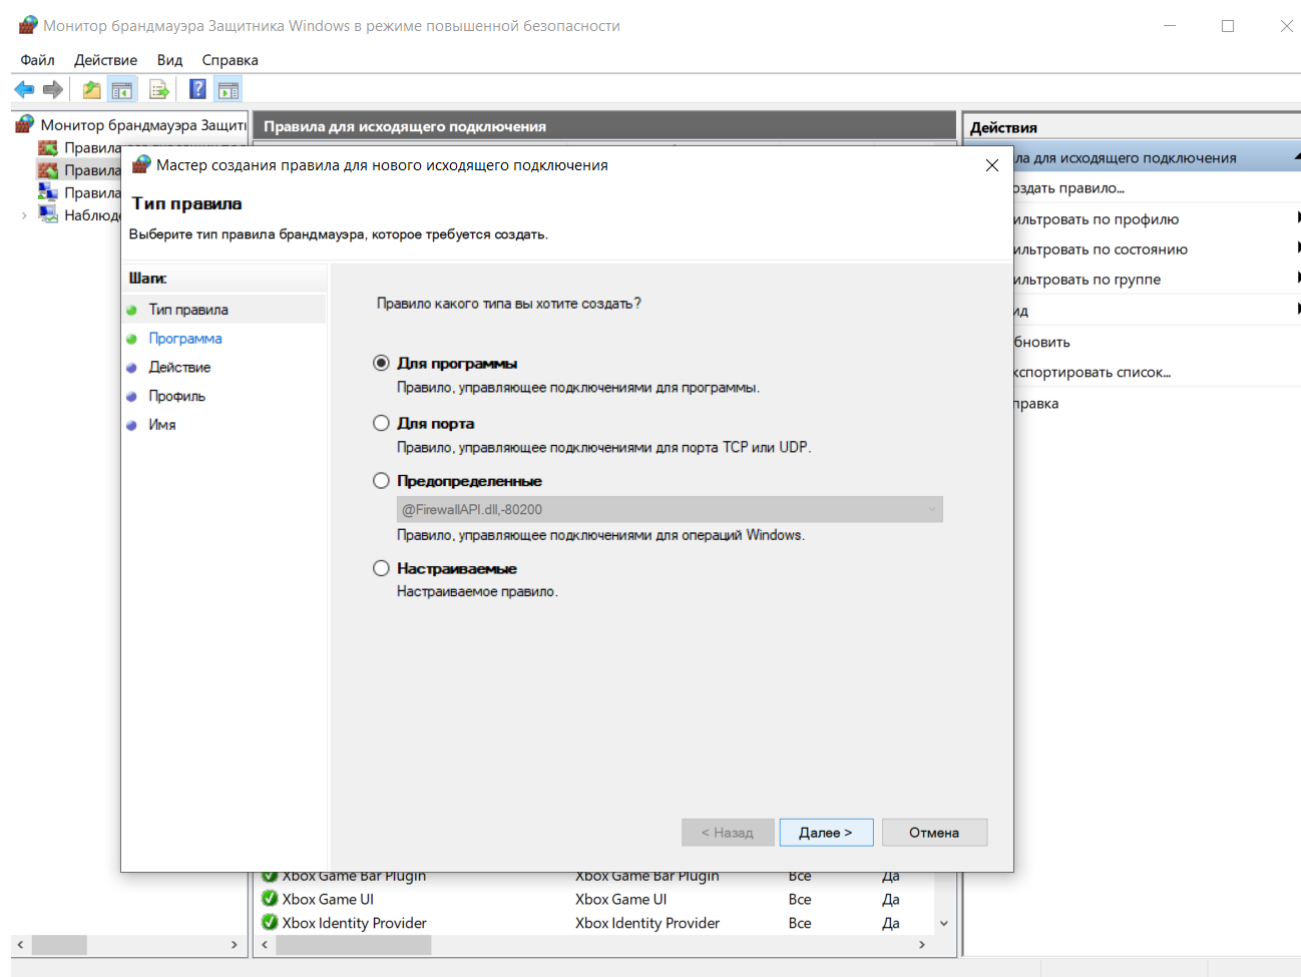 Монитор брандмауэра Защитника Windows в режиме повышенной безопасности
Файл Действие Вид Справка
Монитор брандмауэра Защит
Правила для исходящего подключения
Действия
Правила
Правила
Правила
Наблюд
Мастер создания правила для нового исходящего подключения
Тип правила
Выберите тип правила брандмауэра, которое требуется создать.
Шаги:
Тип правила
Программа
Действие
Профиль
Имя
Правило какого типа вы хотите создать?
Для программы
Правило, управляющее подключениями для программы.
Для порта
Правило, управляющее подключениями для порта TCP или UDP.
Предопределенные
@FirewallAPI.dll,-80200
Правило, управляющее подключениями для операций Windows.
Настраиваемые
Настраиваемое правило.
< Назад Далее > Отмена
ла для исходящего подключения
оздать правило...
ильтровать по профилю
ильтровать по состоянию
ильтровать по группе
ид
бновить
кспортировать список...
правка
Xbox Game Bar Plugin Xbox Game Bar Plugin Все Да
Xbox Game UI Xbox Game UI Все Да
Xbox Identity Provider Xbox Identity Provider Все Да